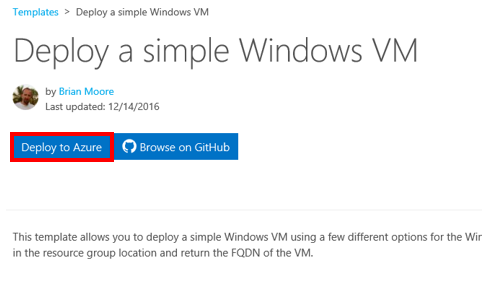 Templates > Deploy a simple Windows VM
Deploy a simple Windows VM
by Brian Moore
Last updated: 12/14/2016
Deploy to Azure
Browse on GitHub
This template allows you to deploy a simple Windows VM using a few different options for the
in the resource group location and return the FQDN of the VM.